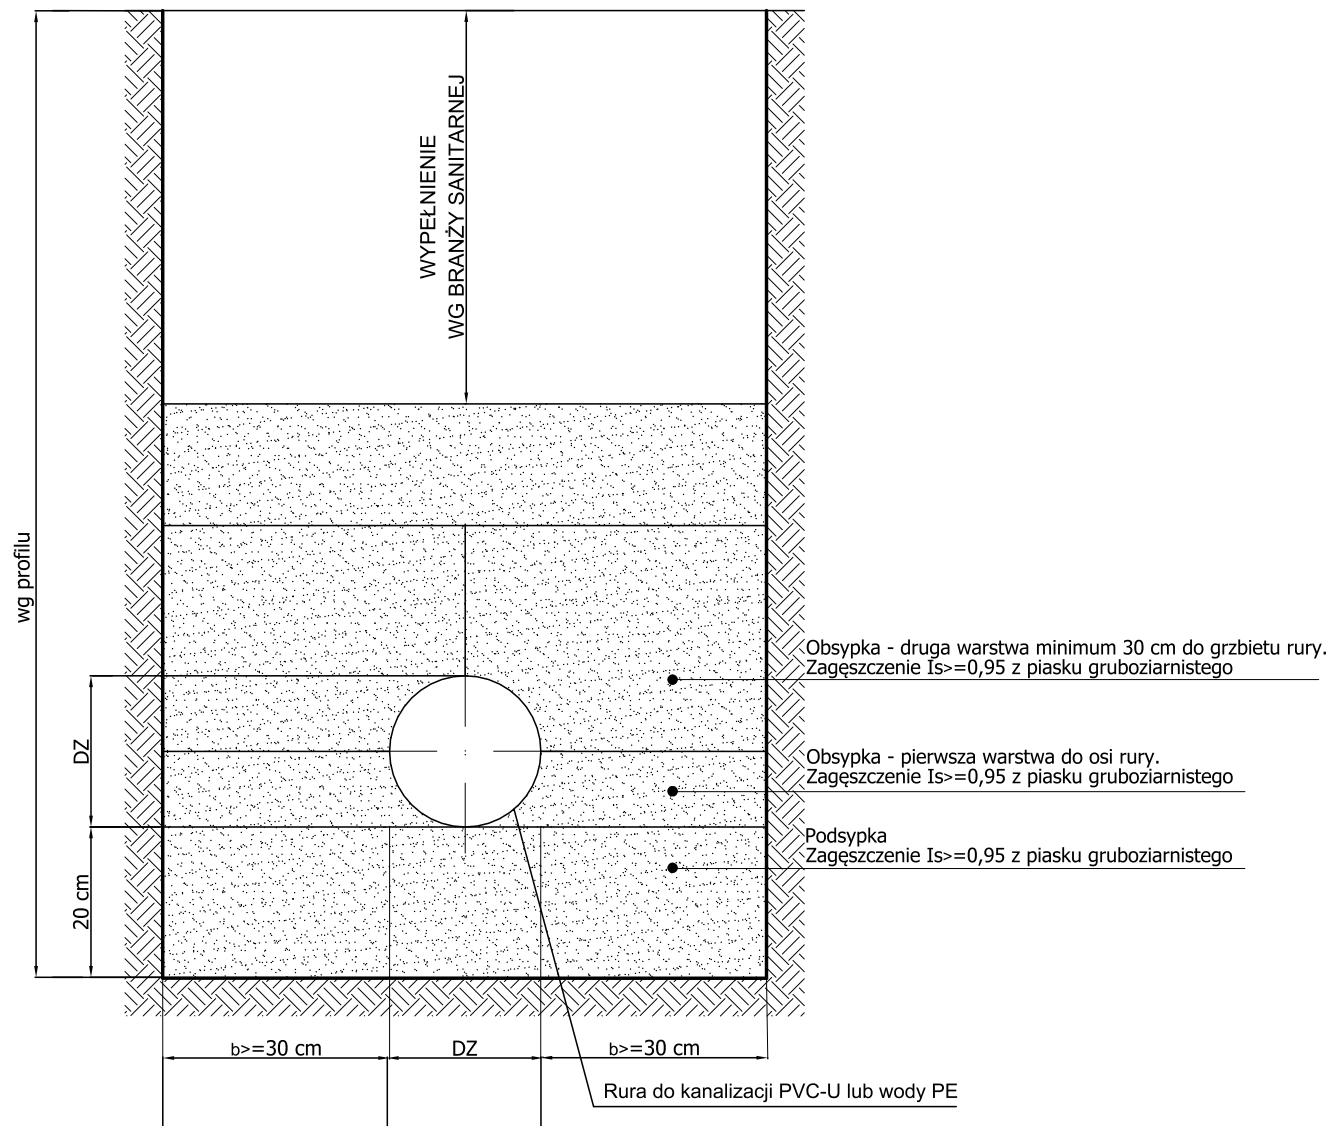 WYPEŁNIENIE
WG BRANŻY SANITARNEJ
wg profilu
Obsypka - druga warstwa minimum 30 cm do grzbietu rury.
Zagęszczenie Is>=0,95 z piasku gruboziarnistego
DZ
Obsypka - pierwsza warstwa do osi rury.
Zagęszczenie Is>=0,95 z piasku gruboziarnistego
Podsypka
Zagęszczenie Is>=0,95 z piasku gruboziarnistego
20 cm
b>=30 cm
DZ
b>=30 cm
Rura do kanalizacji PVC-U lub wody PE